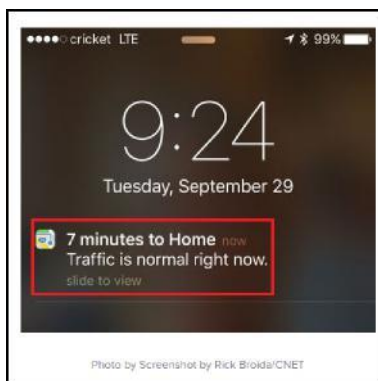 cricket LTE 99%
9:24
Tuesday, September 29
7 minutes to Home now
Traffic is normal right now.
slide to view
Photo by Screenshot by Rick Broida/CNET